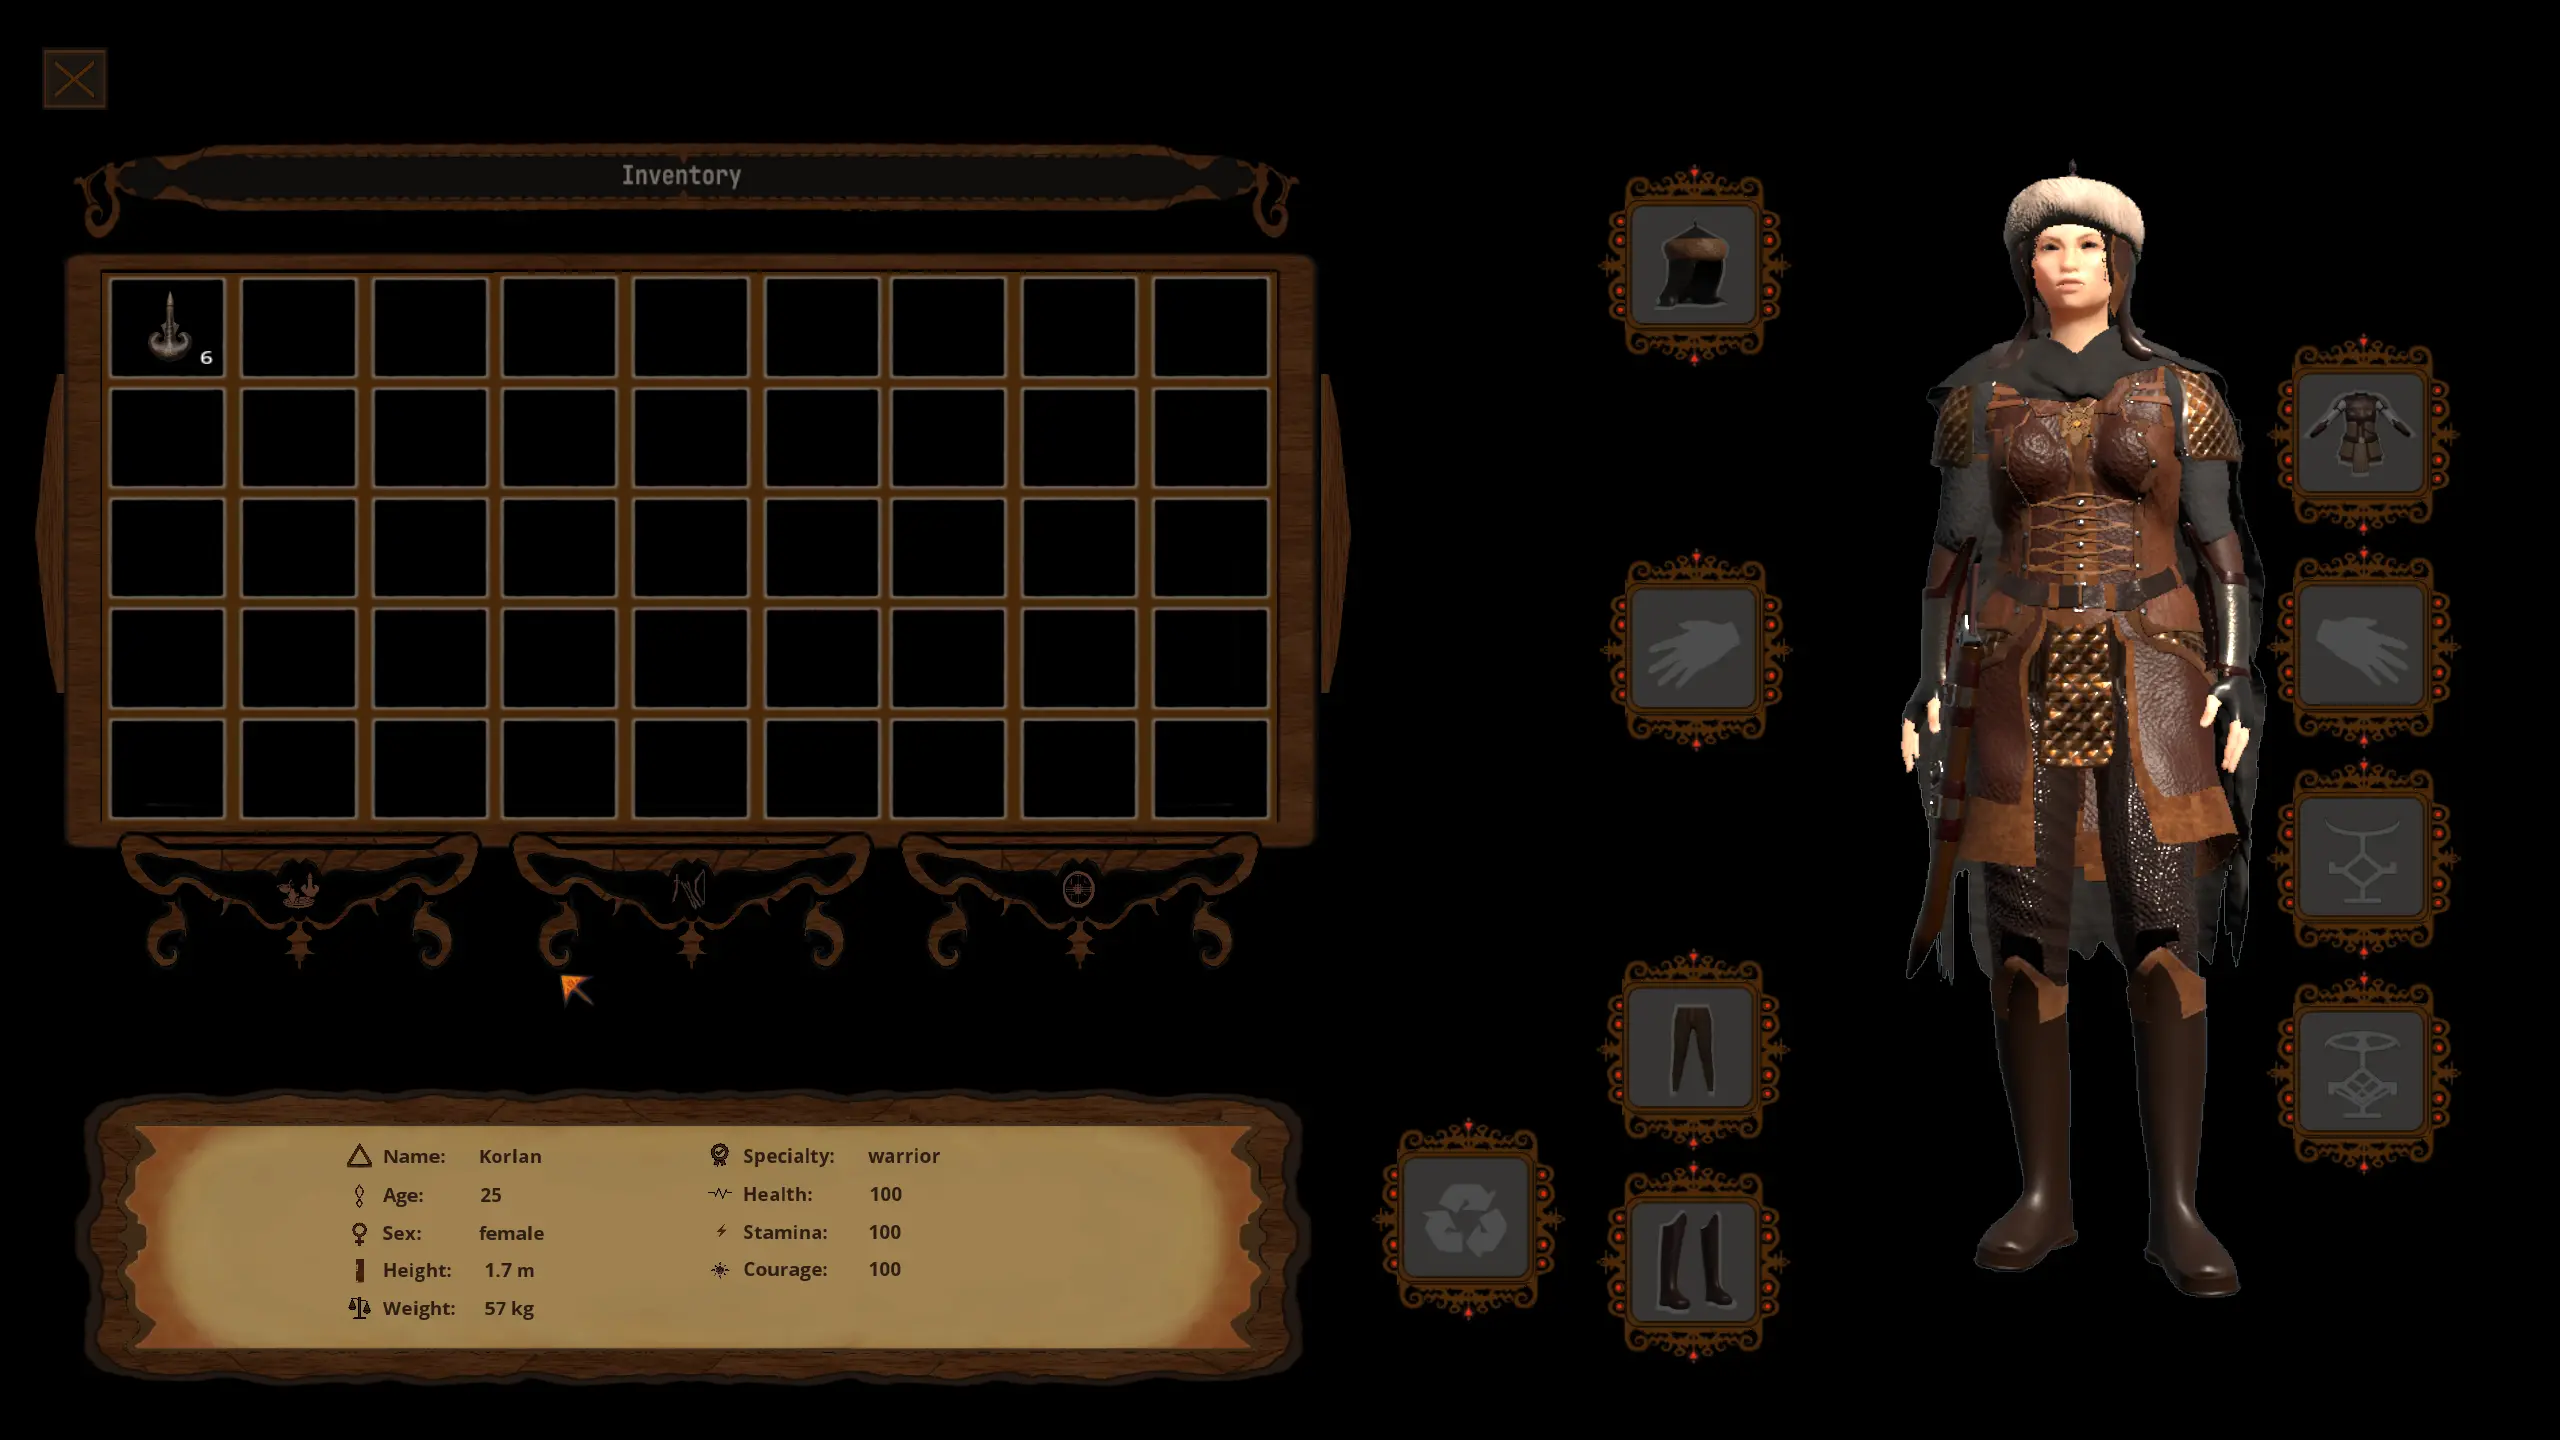 Inventory
6
Name: Korlan
Age: 25
Sex: female
Height: 1.7 m
Weight: 57 kg
Specialty: warrior
Health: 100
Stamina: 100
Courage: 100